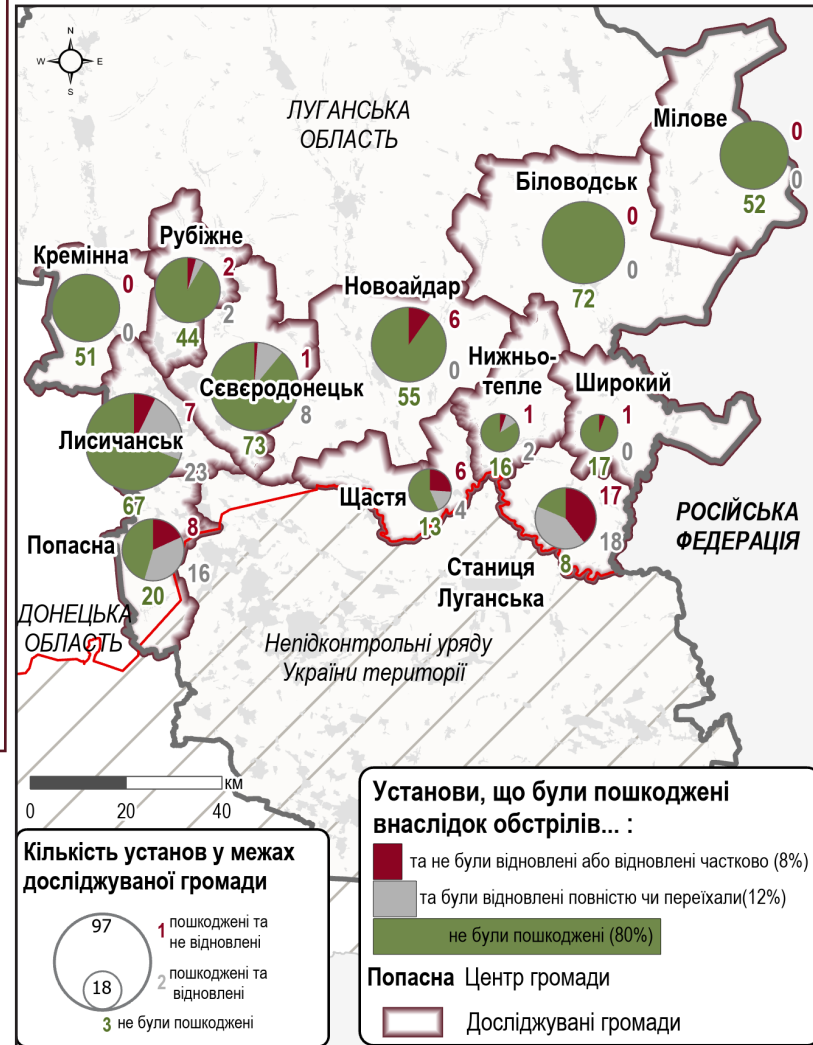 N
W E
S
ЛУГАНСЬКА
ОБЛАСТЬ
Мілове
0
0
52
Біловодськ
0
0
72
Рубіжне
2
2
44
Кремінна
0
0
51
Новоайдар
6
0
55
Нижньо-
тепле
1
2
16
Широкий
1
0
17
Сєвєродонецьк
1
8
73
Лисичанськ
7
23
67
Щастя
6
4
13
17
18
8
Станиця
Луганська
РОСІЙСЬКА
ФЕДЕРАЦІЯ
Попасна
8
16
20
ДОНЕЦЬКА
ОБЛАСТЬ
Непідконтрольні уряду
України території
км
0 20 40
Кількість установ у межах
досліджуваної громади
97
18
1 пошкоджені та
не відновлені
2 пошкоджені та
відновлені
3 не були пошкоджені
Установи, що були пошкоджені
внаслідок обстрілів... :
та не були відновлені або відновлені частково (8%)
та були відновлені повністю чи переїхали(12%)
не були пошкоджені (80%)
Попасна Центр громади
Досліджувані громади